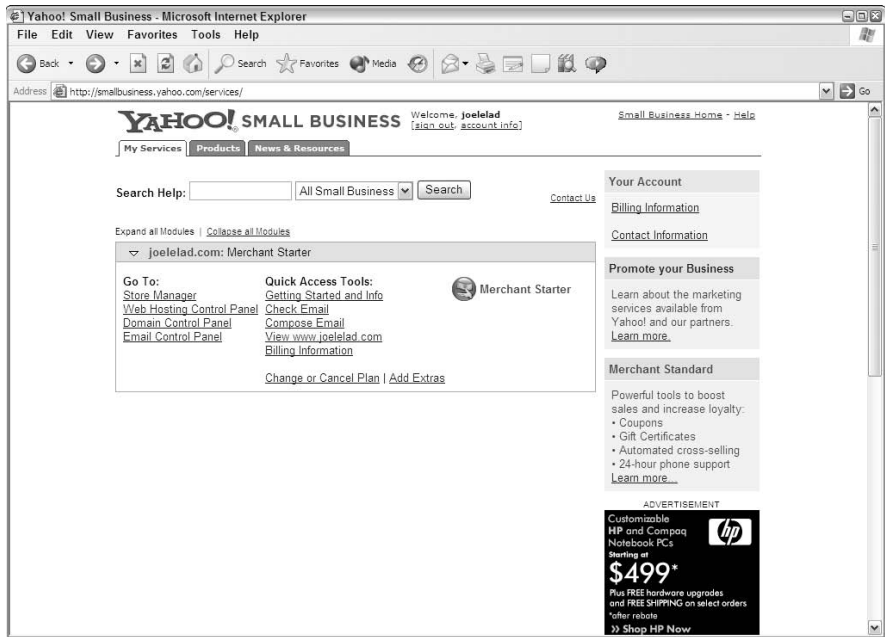 Yahoo! Small Business - Microsoft Internet Explorer
File Edit View Favorites Tools Help
Back Search Favorites Media
Address http://smallbusiness.yahoo.com/services/ Go
YAHOO! SMALL BUSINESS
Welcome, joelelad
[sign out, account info]
Small Business Home - Help
My Services Products News & Resources
Search Help: All Small Business Search
Contact Us
Expand all Modules | Collapse all Modules
joelelad.com: Merchant Starter
Go To:
Store Manager
Web Hosting Control Panel
Domain Control Panel
Email Control Panel
Quick Access Tools:
Getting Started and Info
Check Email
Compose Email
View www.joelelad.com
Billing Information
Change or Cancel Plan | Add Extras
Merchant Starter
Your Account
Billing Information
Contact Information
Promote your Business
Learn about the marketing
services available from
Yahoo! and our partners.
Learn more.
Merchant Standard
Powerful tools to boost
sales and increase loyalty:
• Coupons
• Gift Certificates
• Automated cross-selling
• 24-hour phone support
Learn more...
ADVERTISEMENT
Customizable
HP and Compaq
Notebook PCs
Starting at
$499*
hp
Plus FREE hardware upgrades
and FREE SHIPPING on select orders
*after rebate
>> Shop HP Now